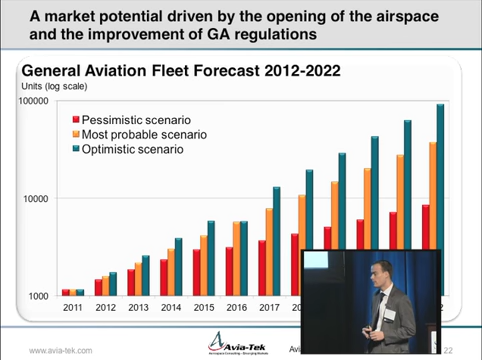 A market potential driven by the opening of the airspace
and the improvement of GA regulations
General Aviation Fleet Forecast 2012-2022
Units (log scale)
100000
Pessimistic scenario
Most probable scenario
Optimistic scenario
10000
1000
2011 2012 2013 2014 2015 2016 2017
www.avia-tek.com
Avia-Tek
22